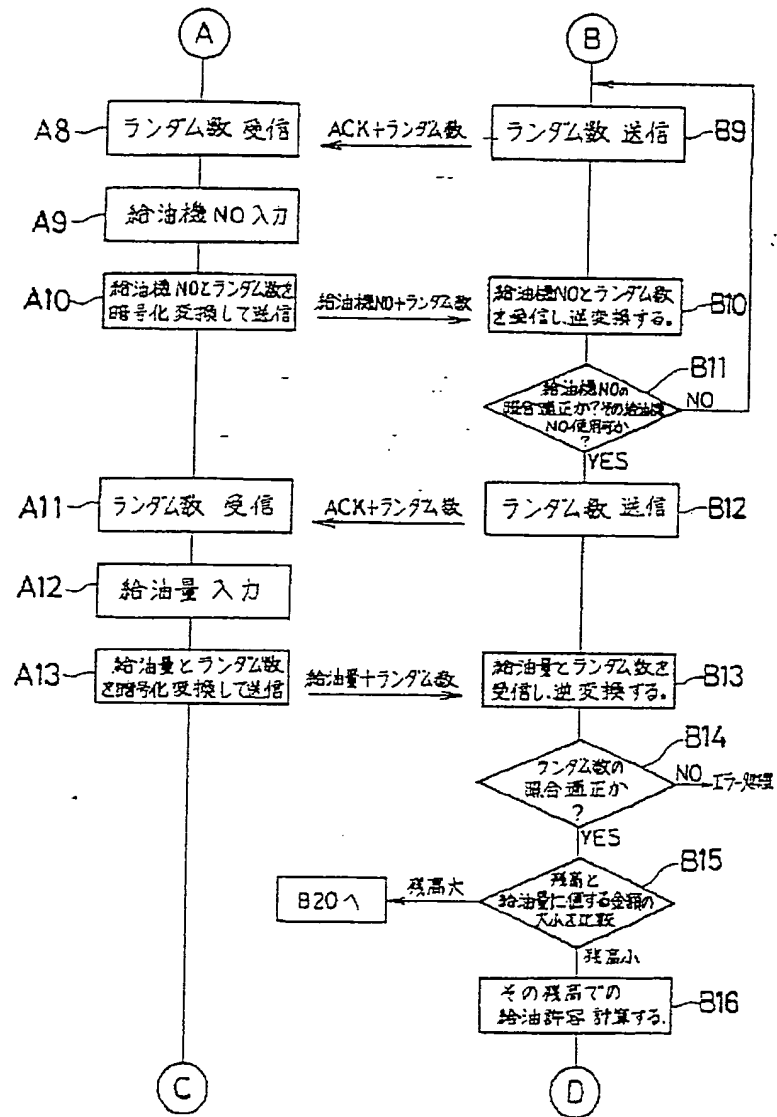 A
B
A8
ランダム数 受信
ACK+ランダム数
ランダム数 送信
B9
A9
給油機NO入力
A10
給油機NOとランダム数を
暗号化変換して送信
給油機NO+ランダム数
給油機NOとランダム数
を受信し、逆変換する。
B10
B11
給油機NOの
照合適正か?その給油機
NO使用可か
?
NO
YES
A11
ランダム数 受信
ACK+ランダム数
ランダム数 送信
B12
A12
給油量 入力
A13
給油量とランダム数
を暗号化変換して送信
給油量+ランダム数
給油量とランダム数を
受信し、逆変換する。
B13
B14
ランダム数の
照合適正か
?
NO
エラー処理
YES
B15
残高と
給油量に値する金額の
大小を比較
残高大
B20へ
残高小
その残高での
給油許容 計算する.
B16
C
D